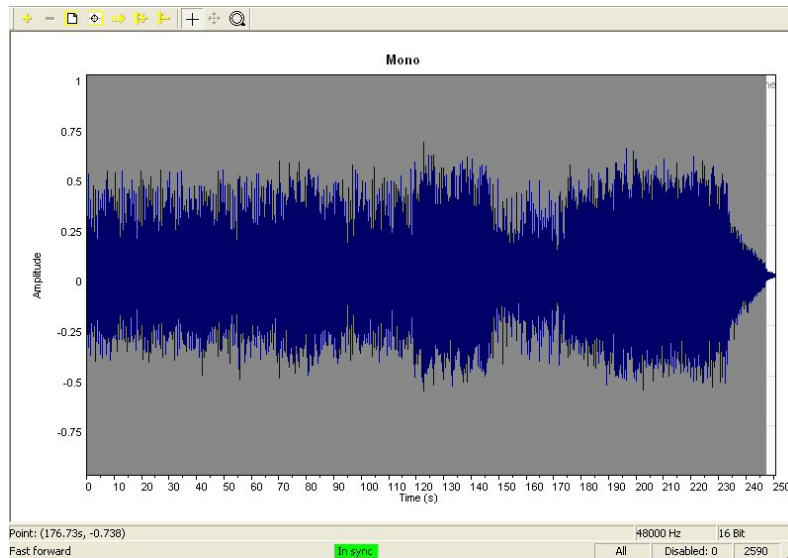 Mono
1
0.75
0.5
0.25
0
-0.25
-0.5
-0.75
Amplitude
0 10 20 30 40 50 60 70 80 90 100 110 120 130 140 150 160 170 180 190 200 210 220 230 240 250
Time (s)
Point: (176.73s, -0.738) 48000 Hz 16 Bit
Fast forward In sync All Disabled: 0 2590